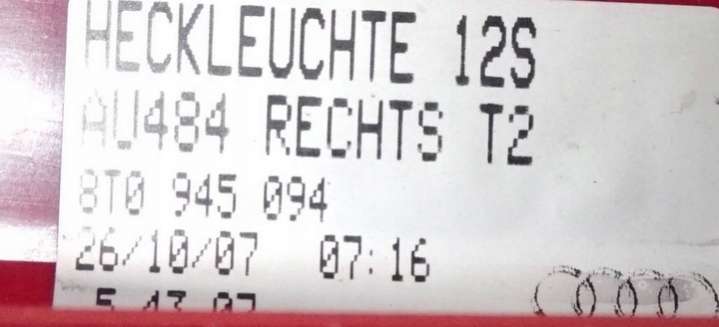 HECKLEUCHTE 12S
AU484 RECHTS T2
8T0 945 094
26/10/07 07:16